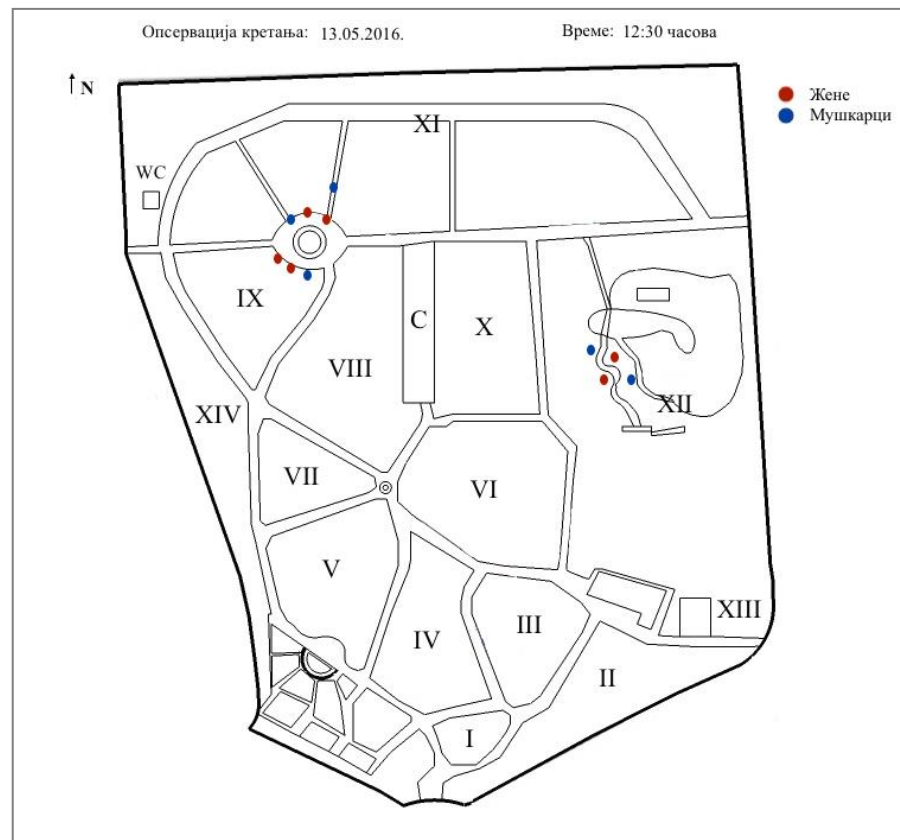 Опсервација кретања: 13.05.2016. Време: 12:30 часова
N
Жене
Мушкарци
XI
WC
IX
C
X
VIII
XII
XIV
VII
VI
V
XIII
IV
III
II
I